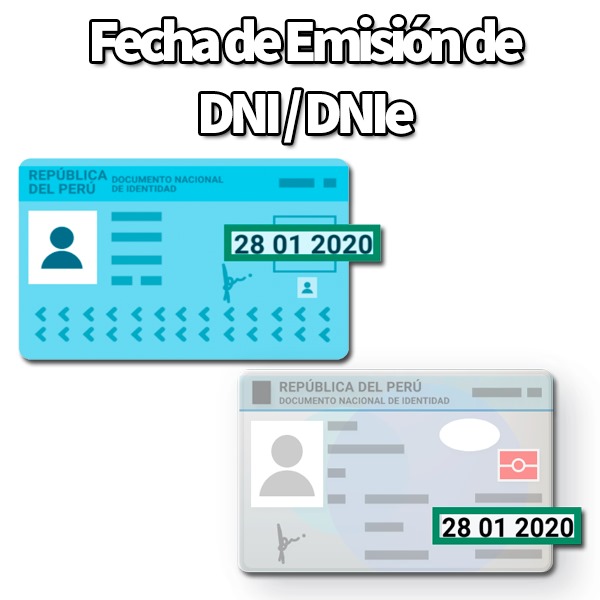 Fecha de Emisión de
DNI / DNIe
REPÚBLICA
DEL PERÚ
DOCUMENTO NACIONAL
DE IDENTIDAD
28 01 2020
REPÚBLICA DEL PERÚ
DOCUMENTO NACIONAL DE IDENTIDAD
28 01 2020